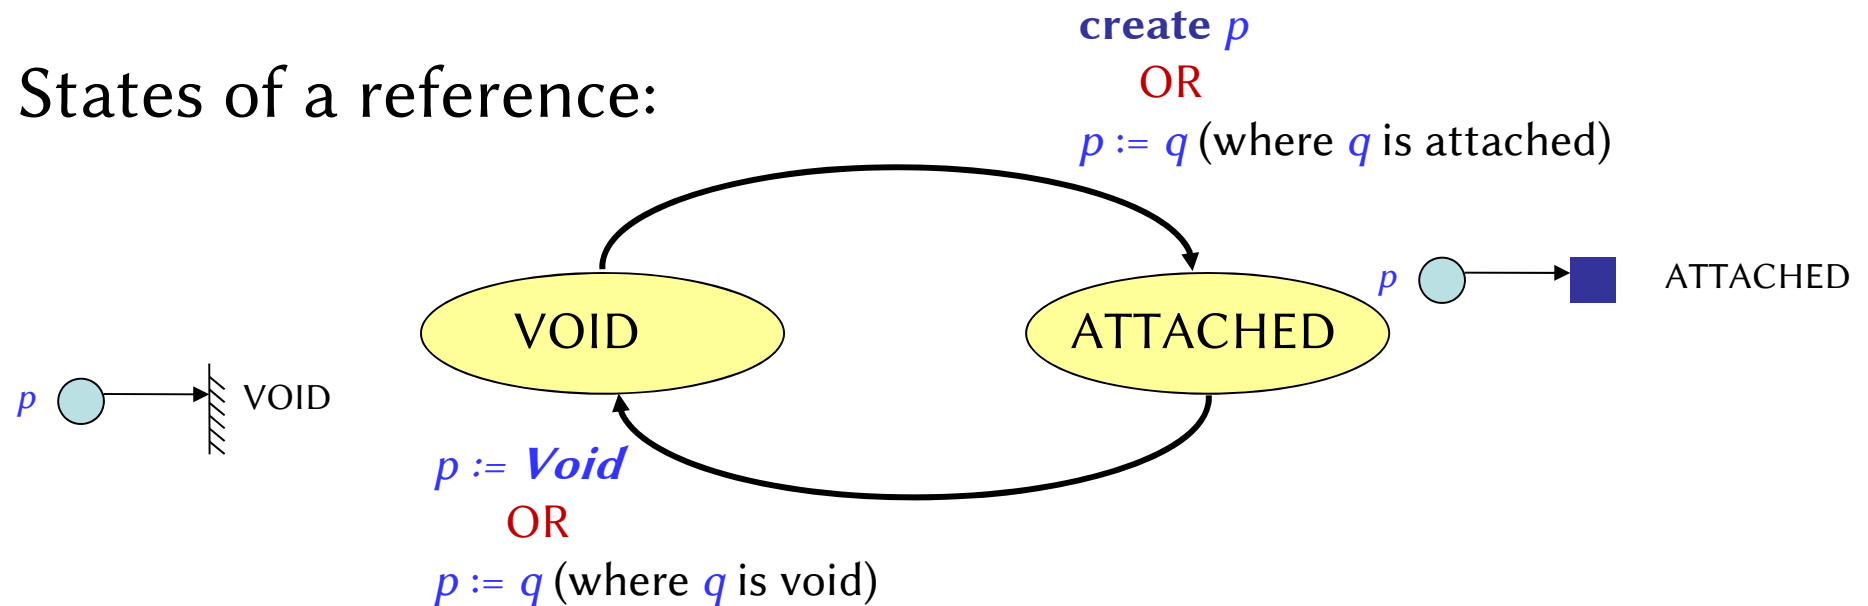 States of a reference:
create p
OR
p := q (where q is attached)
VOID
ATTACHED
p
ATTACHED
p
VOID
p := Void
OR
p := q (where q is void)